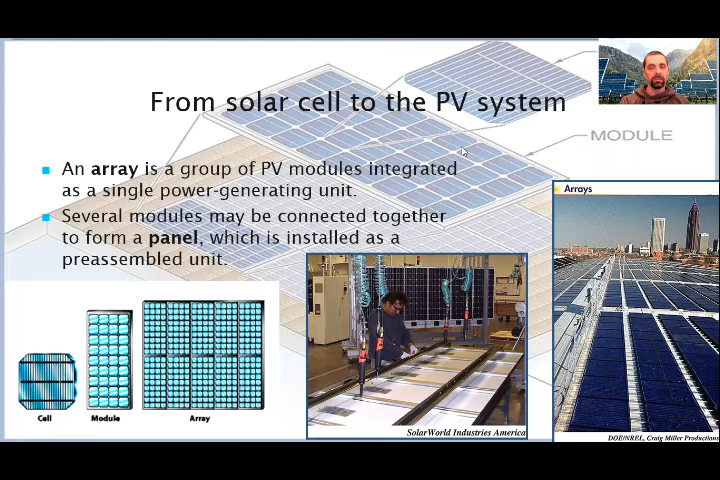 From solar cell to the PV system
MODULE
An array is a group of PV modules integrated
as a single power-generating unit.
Several modules may be connected together
to form a panel, which is installed as a
preassembled unit.
Arrays
Cell
Module
Array
SolarWorld Industries America
DOE/NREL, Craig Miller Productions